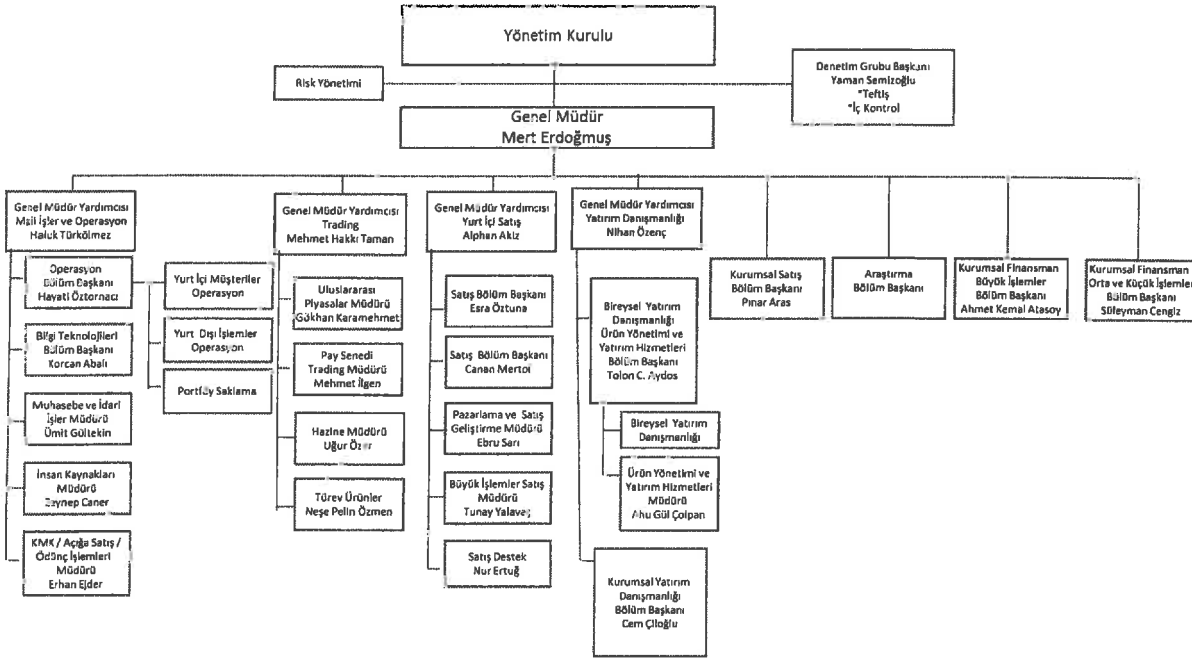 Yönetim Kurulu
Risk Yönetimi
Denetim Grubu Başkanı
Yaman Semizoğlu
*Teftiş
*İç Kontrol
Genel Müdür
Mert Erdoğmuş
Genel Müdür Yardımcısı
Mali İşler ve Operasyon
Haluk Türkölmez
Operasyon
Bölüm Başkanı
Hayati Öztornacı
Yurt İçi Müşteriler
Operasyon
Yurt Dışı İşlemler
Operasyon
Portföy Saklama
Bilgi Teknolojileri
Bölüm Başkanı
Korcan Abalı
Muhasebe ve İdari
İşler Müdürü
Ümit Gültekin
İnsan Kaynakları
Müdürü
Zeynep Caner
KMK / Açığa Satış /
Ödünç İşlemleri
Müdürü
Erhan Ejder
Genel Müdür Yardımcısı
Trading
Mehmet Hakkı Taman
Uluslararası
Piyasalar Müdürü
Gökhan Karamehmet
Pay Senedi
Trading Müdürü
Mehmet İlgen
Hazine Müdürü
Uğur Özer
Türev Ürünler
Neşe Pelin Özmen
Genel Müdür Yardımcısı
Yurt İçi Satış
Alphan Akız
Satış Bölüm Başkanı
Esra Öztuna
Satış Bölüm Başkanı
Canan Mertol
Pazarlama ve Satış
Geliştirme Müdürü
Ebru Sarı
Büyük İşlemler Satış
Müdürü
Tunay Yalavaç
Satış Destek
Nur Ertuğ
Genel Müdür Yardımcısı
Yatırım Danışmanlığı
Nihan Özenç
Bireysel Yatırım
Danışmanlığı
Ürün Yönetimi ve
Yatırım Hizmetleri
Bölüm Başkanı
Tolon C. Aydos
Bireysel Yatırım
Danışmanlığı
Ürün Yönetimi ve
Yatırım Hizmetleri
Müdürü
Ahu Gül Çolpan
Kurumsal Yatırım
Danışmanlığı
Bölüm Başkanı
Cem Çiloğlu
Kurumsal Satış
Bölüm Başkanı
Pınar Aras
Araştırma
Bölüm Başkanı
Kurumsal Finansman
Büyük İşlemler
Bölüm Başkanı
Ahmet Kemal Atasoy
Kurumsal Finansman
Orta ve Küçük İşlemler
Bölüm Başkanı
Süleyman Cengiz